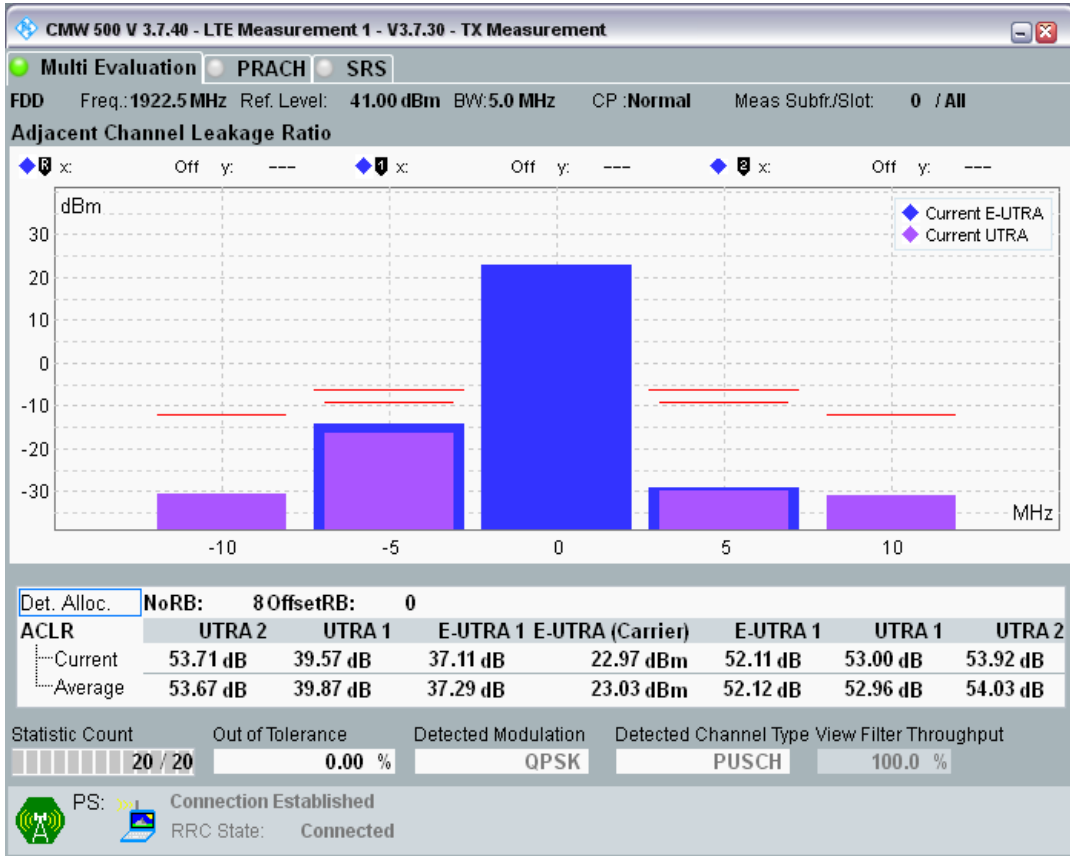 CMW 500 V 3.7.40 - LTE Measurement 1 - V3.7.30 - TX Measurement
Multi Evaluation PRACH SRS
FDD Freq.: 1922.5 MHz Ref. Level: 41.00 dBm BW: 5.0 MHz CP : Normal Meas Subfr./Slot: 0 / All
Adjacent Channel Leakage Ratio
R x: Off y: --- 1 x: Off y: --- 2 x: Off y: ---
dBm
Current E-UTRA
Current UTRA
30
20
10
0
-10
-20
-30
MHz
-10 -5 0 5 10
Det. Alloc. NoRB: 8 OffsetRB: 0
ACLR UTRA 2 UTRA 1 E-UTRA 1 E-UTRA (Carrier) E-UTRA 1 UTRA 1 UTRA 2
Current 53.71 dB 39.57 dB 37.11 dB 22.97 dBm 52.11 dB 53.00 dB 53.92 dB
Average 53.67 dB 39.87 dB 37.29 dB 23.03 dBm 52.12 dB 52.96 dB 54.03 dB
Statistic Count Out of Tolerance Detected Modulation Detected Channel Type View Filter Throughput
20 / 20 0.00 % QPSK PUSCH 100.0 %
PS: Connection Established
RRC State: Connected